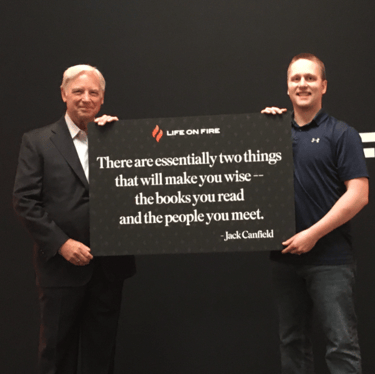 LIFE ON FIRE
There are essentially two things
that will make you wise --
the books you read
and the people you meet.
- Jack Canfield